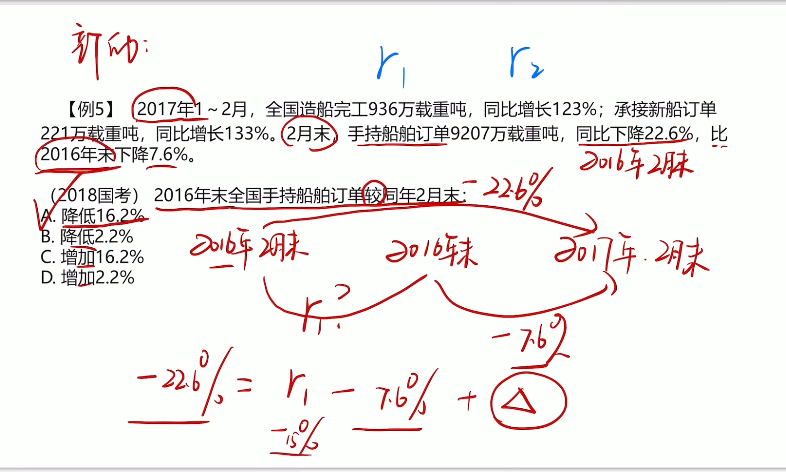 新的:
r₁ r₂
【例5】 2017年1～2月，全国造船完工936万载重吨，同比增长123%；承接新船订单
221万载重吨，同比增长133%。2月末，手持船舶订单9207万载重吨，同比下降22.6%，比
2016年末下降7.6%。
2016年2月末
（2018国考） 2016年末全国手持船舶订单较同年2月末：
-22.6%
A. 降低16.2%
B. 降低2.2%
C. 增加16.2%
D. 增加2.2%
2016年2月末 2016年末 2017年.2月末
r₁?
-7.6%
-22.6% = r₁ - 7.6% + △
-15%